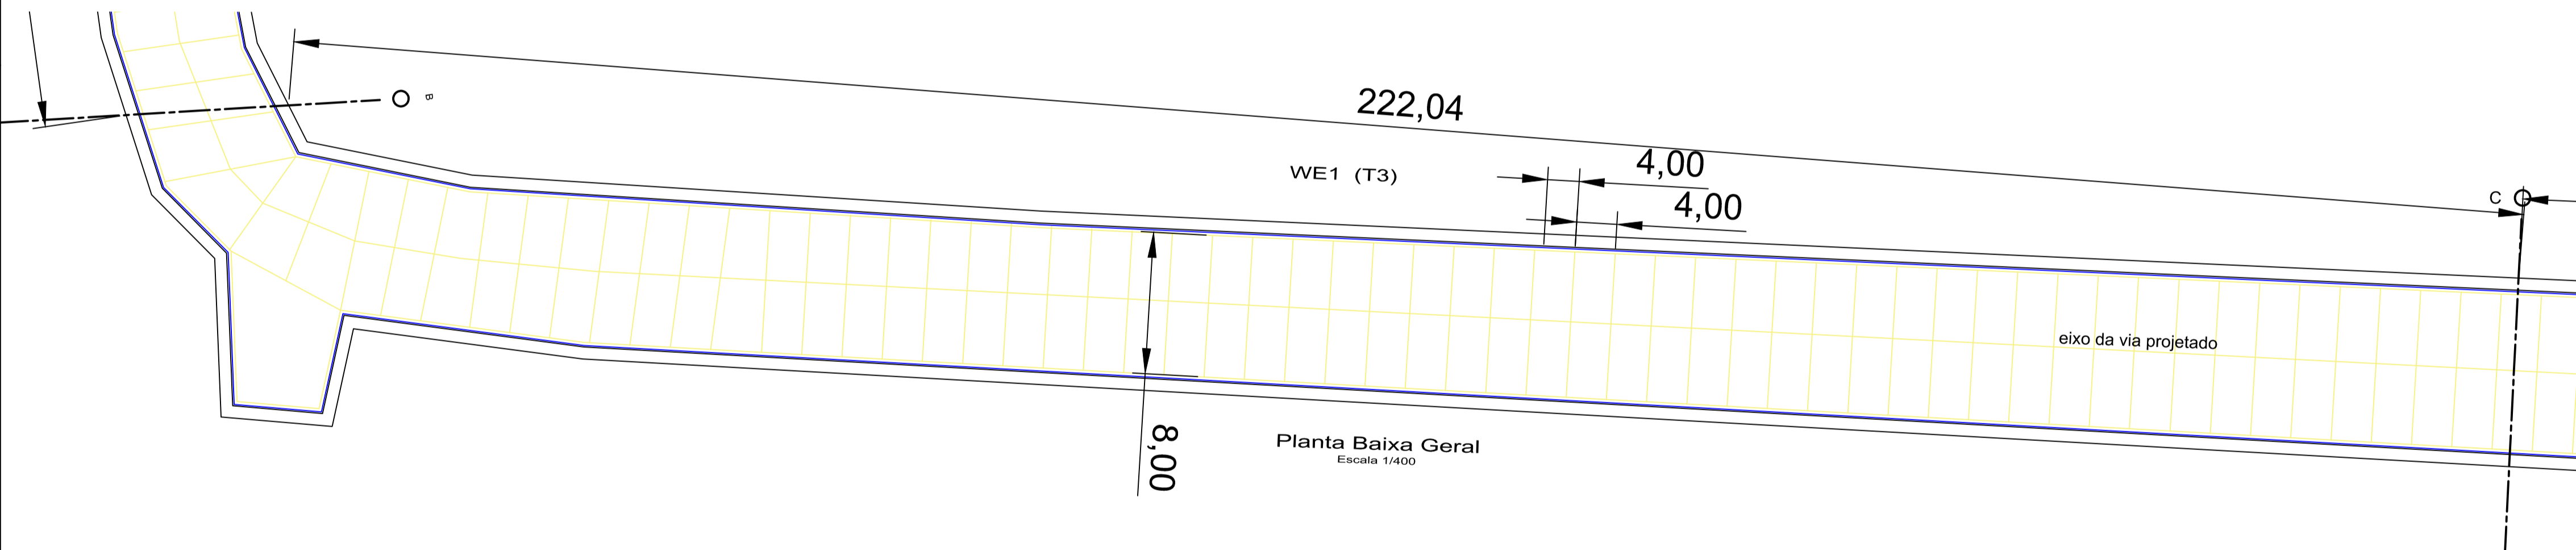 B
222,04
WE1 (T3)
4,00
4,00
C
eixo da via projetado
8,00
Planta Baixa Geral
Escala 1/400